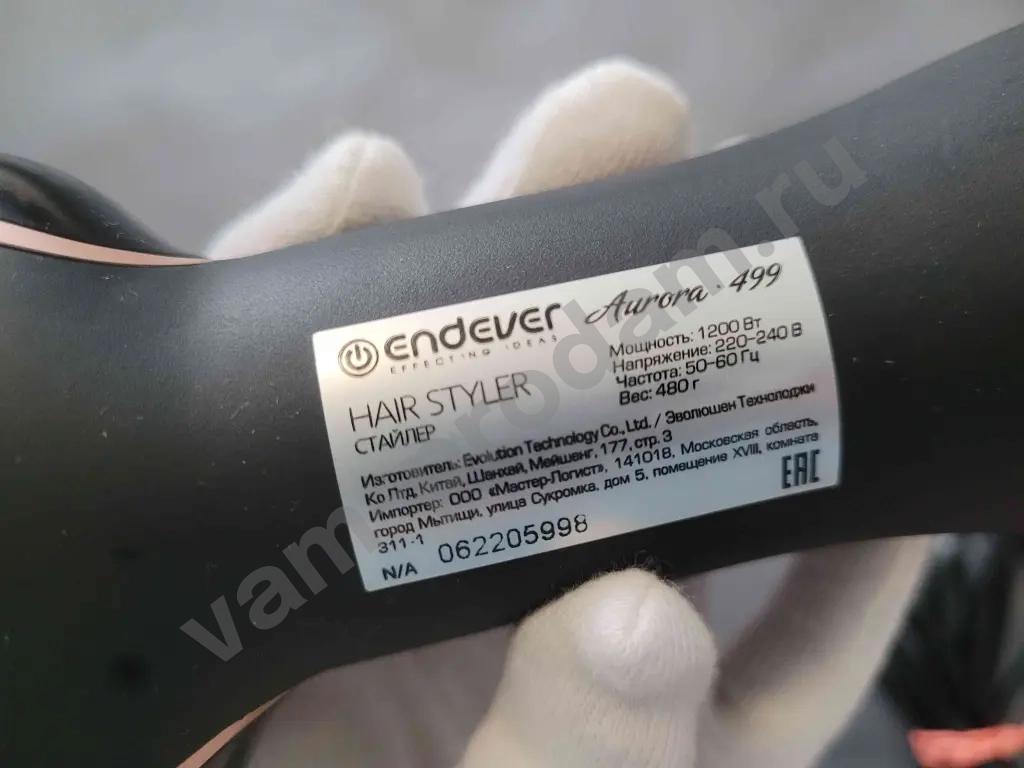 endever
EFFECTING IDEAS
Aurora - 499
HAIR STYLER
СТАЙЛЕР
Мощность: 1200 Вт
Напряжение: 220-240 В
Частота: 50-60 Гц
Вес: 480 г
Изготовитель: Evolution Technology Co., Ltd. / Эволюшен Технолоджи
Ко Лтд, Китай, Шанхай, Мейшенг, 177, стр. 3
Импортер: ООО «Мастер-Логист», 141018, Московская область,
город Мытищи, улица Сукромка, дом 5, помещение XVIII, комната
311-1
EAC
N/A 062205998
vamprodam.ru